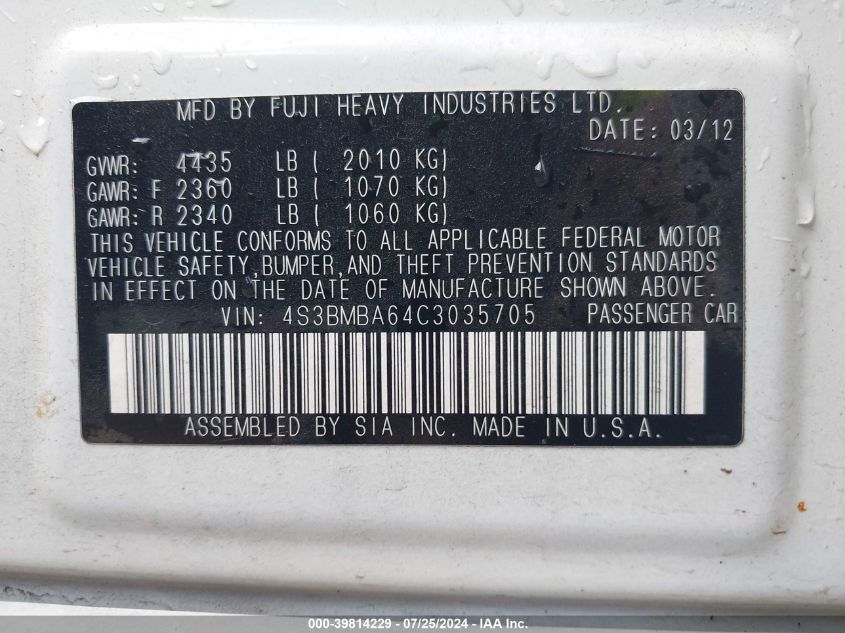 MFD BY FUJI HEAVY INDUSTRIES LTD.
DATE: 03/12
GVWR: 4435 LB ( 2010 KG)
GAWR: F 2360 LB ( 1070 KG)
GAWR: R 2340 LB ( 1060 KG)
THIS VEHICLE CONFORMS TO ALL APPLICABLE FEDERAL MOTOR
VEHICLE SAFETY,BUMPER,AND THEFT PREVENTION STANDARDS
IN EFFECT ON THE DATE OF MANUFACTURE SHOWN ABOVE.
VIN: 4S3BMBA64C3035705 PASSENGER CAR
ASSEMBLED BY SIA INC. MADE IN U.S.A.
000-39814229 - 07/25/2024 - IAA Inc.